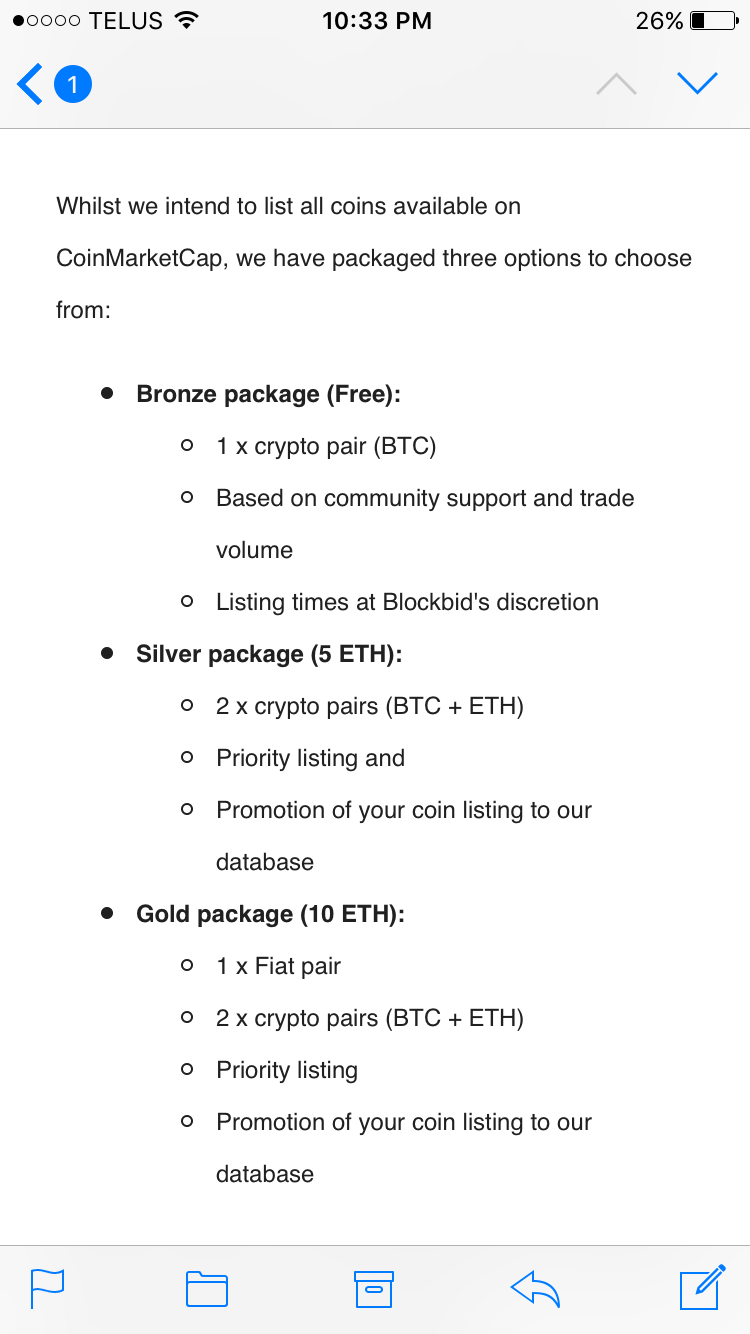 TELUS 10:33 PM 26%
1
Whilst we intend to list all coins available on
CoinMarketCap, we have packaged three options to choose
from:
Bronze package (Free):
1 x crypto pair (BTC)
Based on community support and trade
volume
Listing times at Blockbid's discretion
Silver package (5 ETH):
2 x crypto pairs (BTC + ETH)
Priority listing and
Promotion of your coin listing to our
database
Gold package (10 ETH):
1 x Fiat pair
2 x crypto pairs (BTC + ETH)
Priority listing
Promotion of your coin listing to our
database